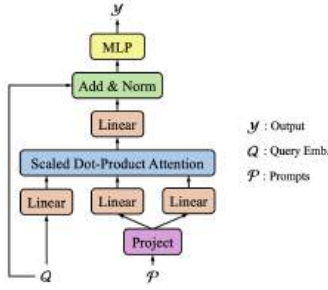 𝒴
MLP
Add & Norm
Linear
Scaled Dot-Product Attention
Linear Linear Linear
Project
Q 𝒫
𝒴 : Output
Q : Query Emb.
𝒫 : Prompts